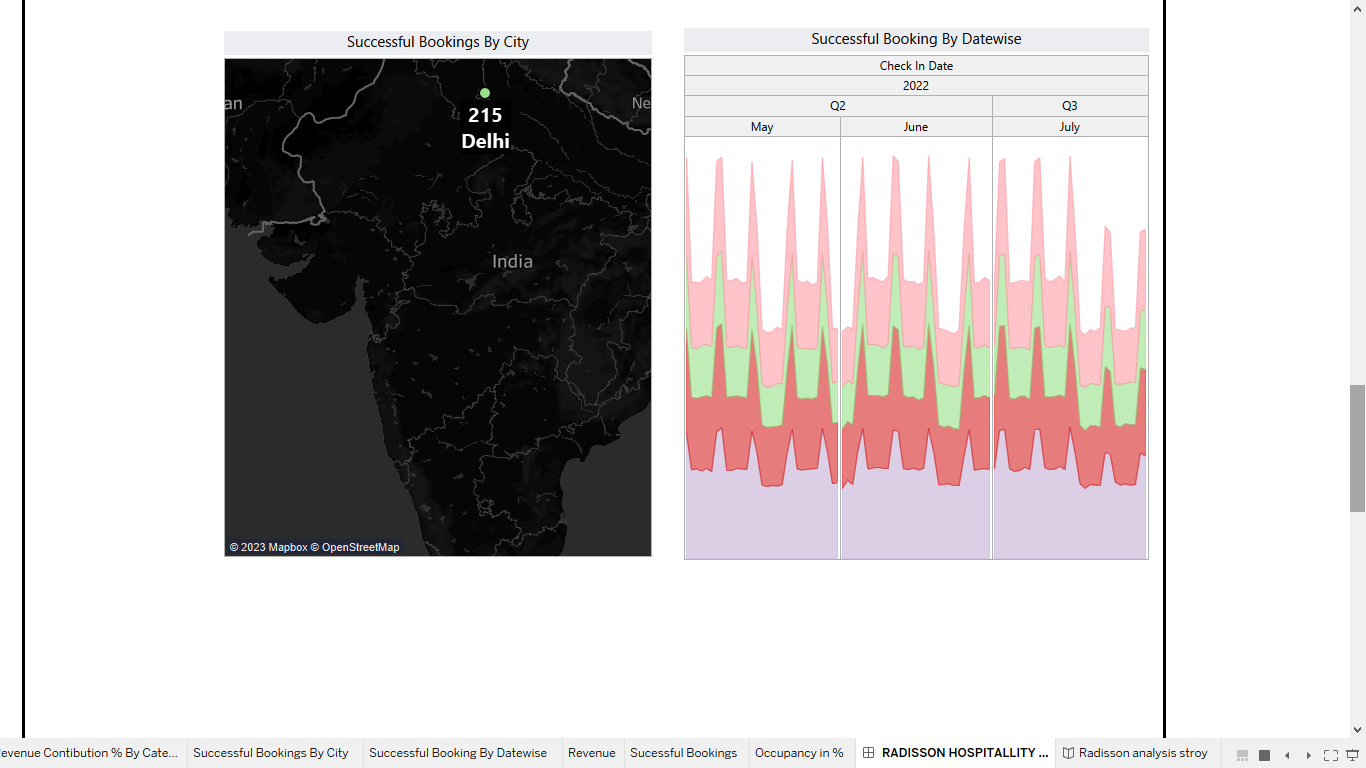 Successful Bookings By City
an
Ne
215
Delhi
India
© 2023 Mapbox © OpenStreetMap
Successful Booking By Datewise
Check In Date
2022
Q2 Q3
May June July
evenue Contibution % By Cate... Successful Bookings By City Successful Booking By Datewise Revenue Sucessful Bookings Occupancy in % RADISSON HOSPITALLITY ... Radisson analysis stroy